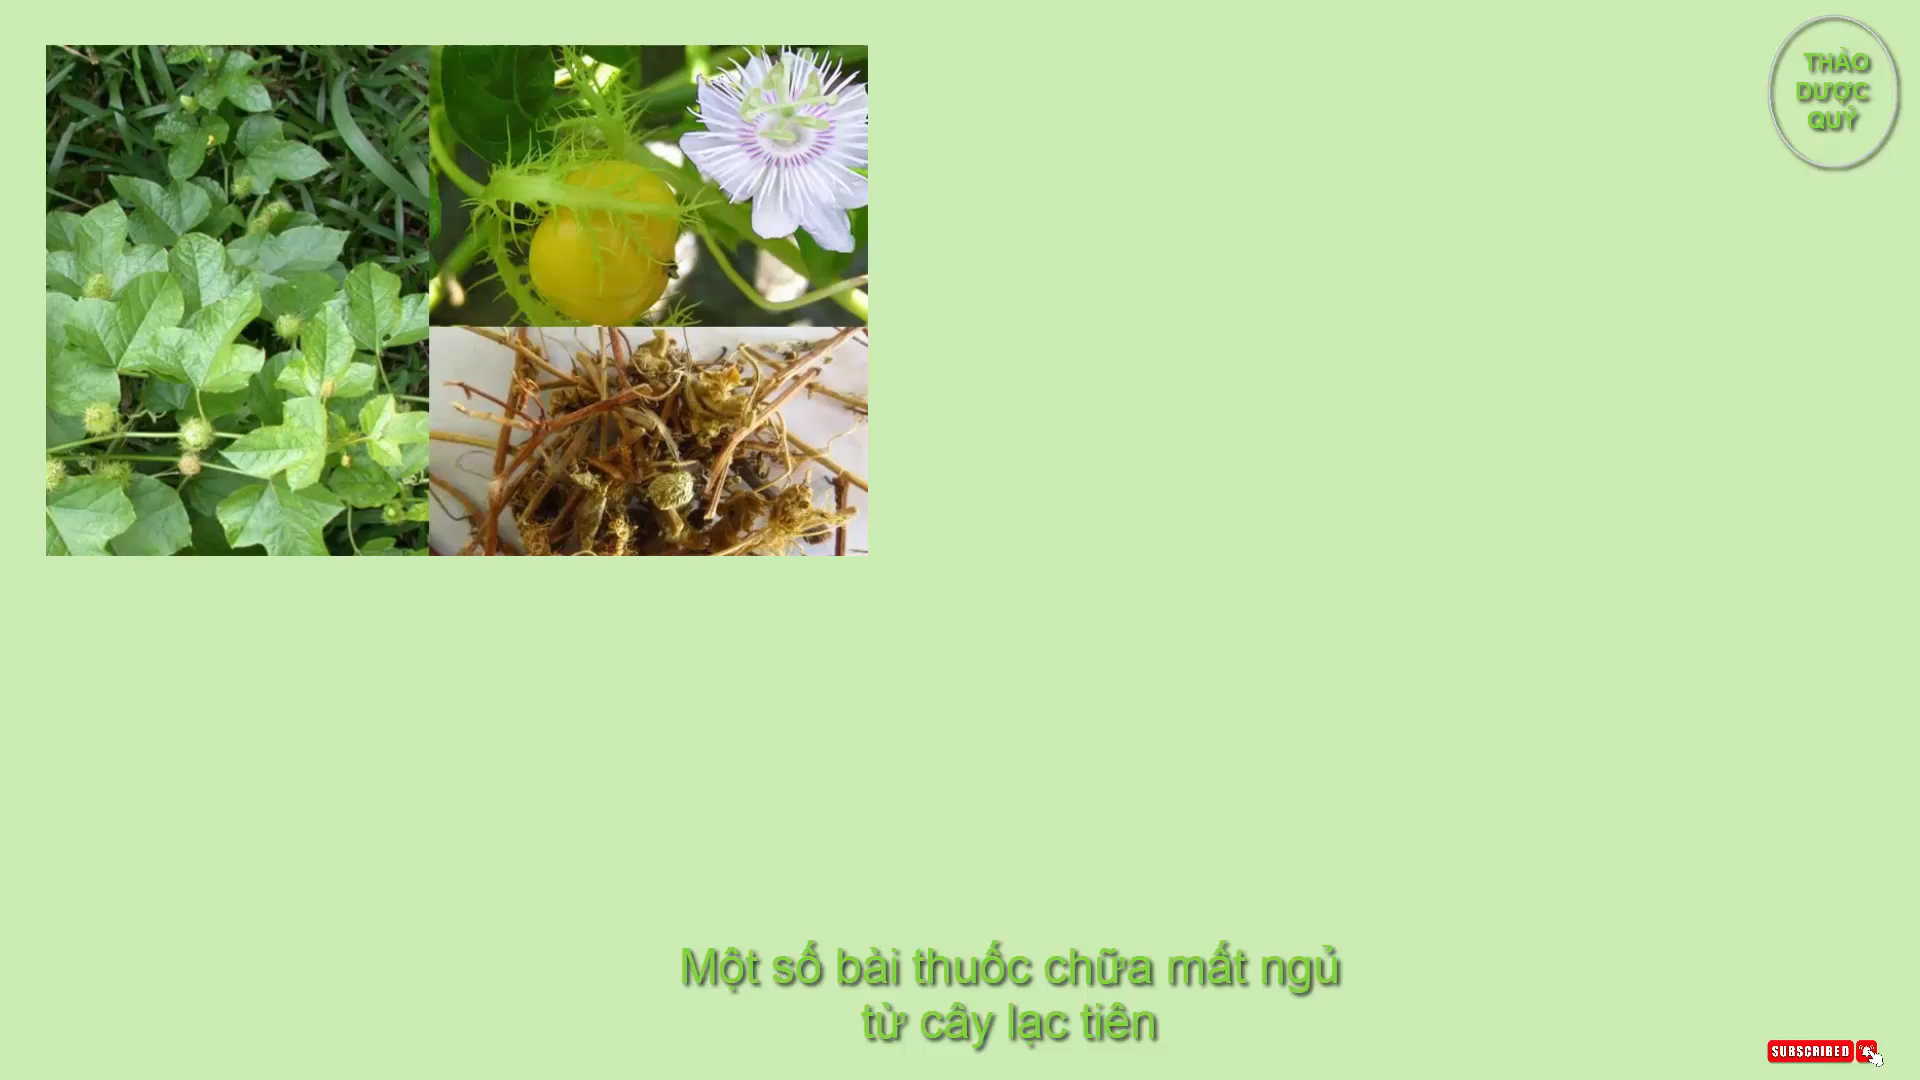 THẢO
DƯỢC
QUÝ
Một số bài thuốc chữa mất ngủ
từ cây lạc tiên
SUBSCRIBED